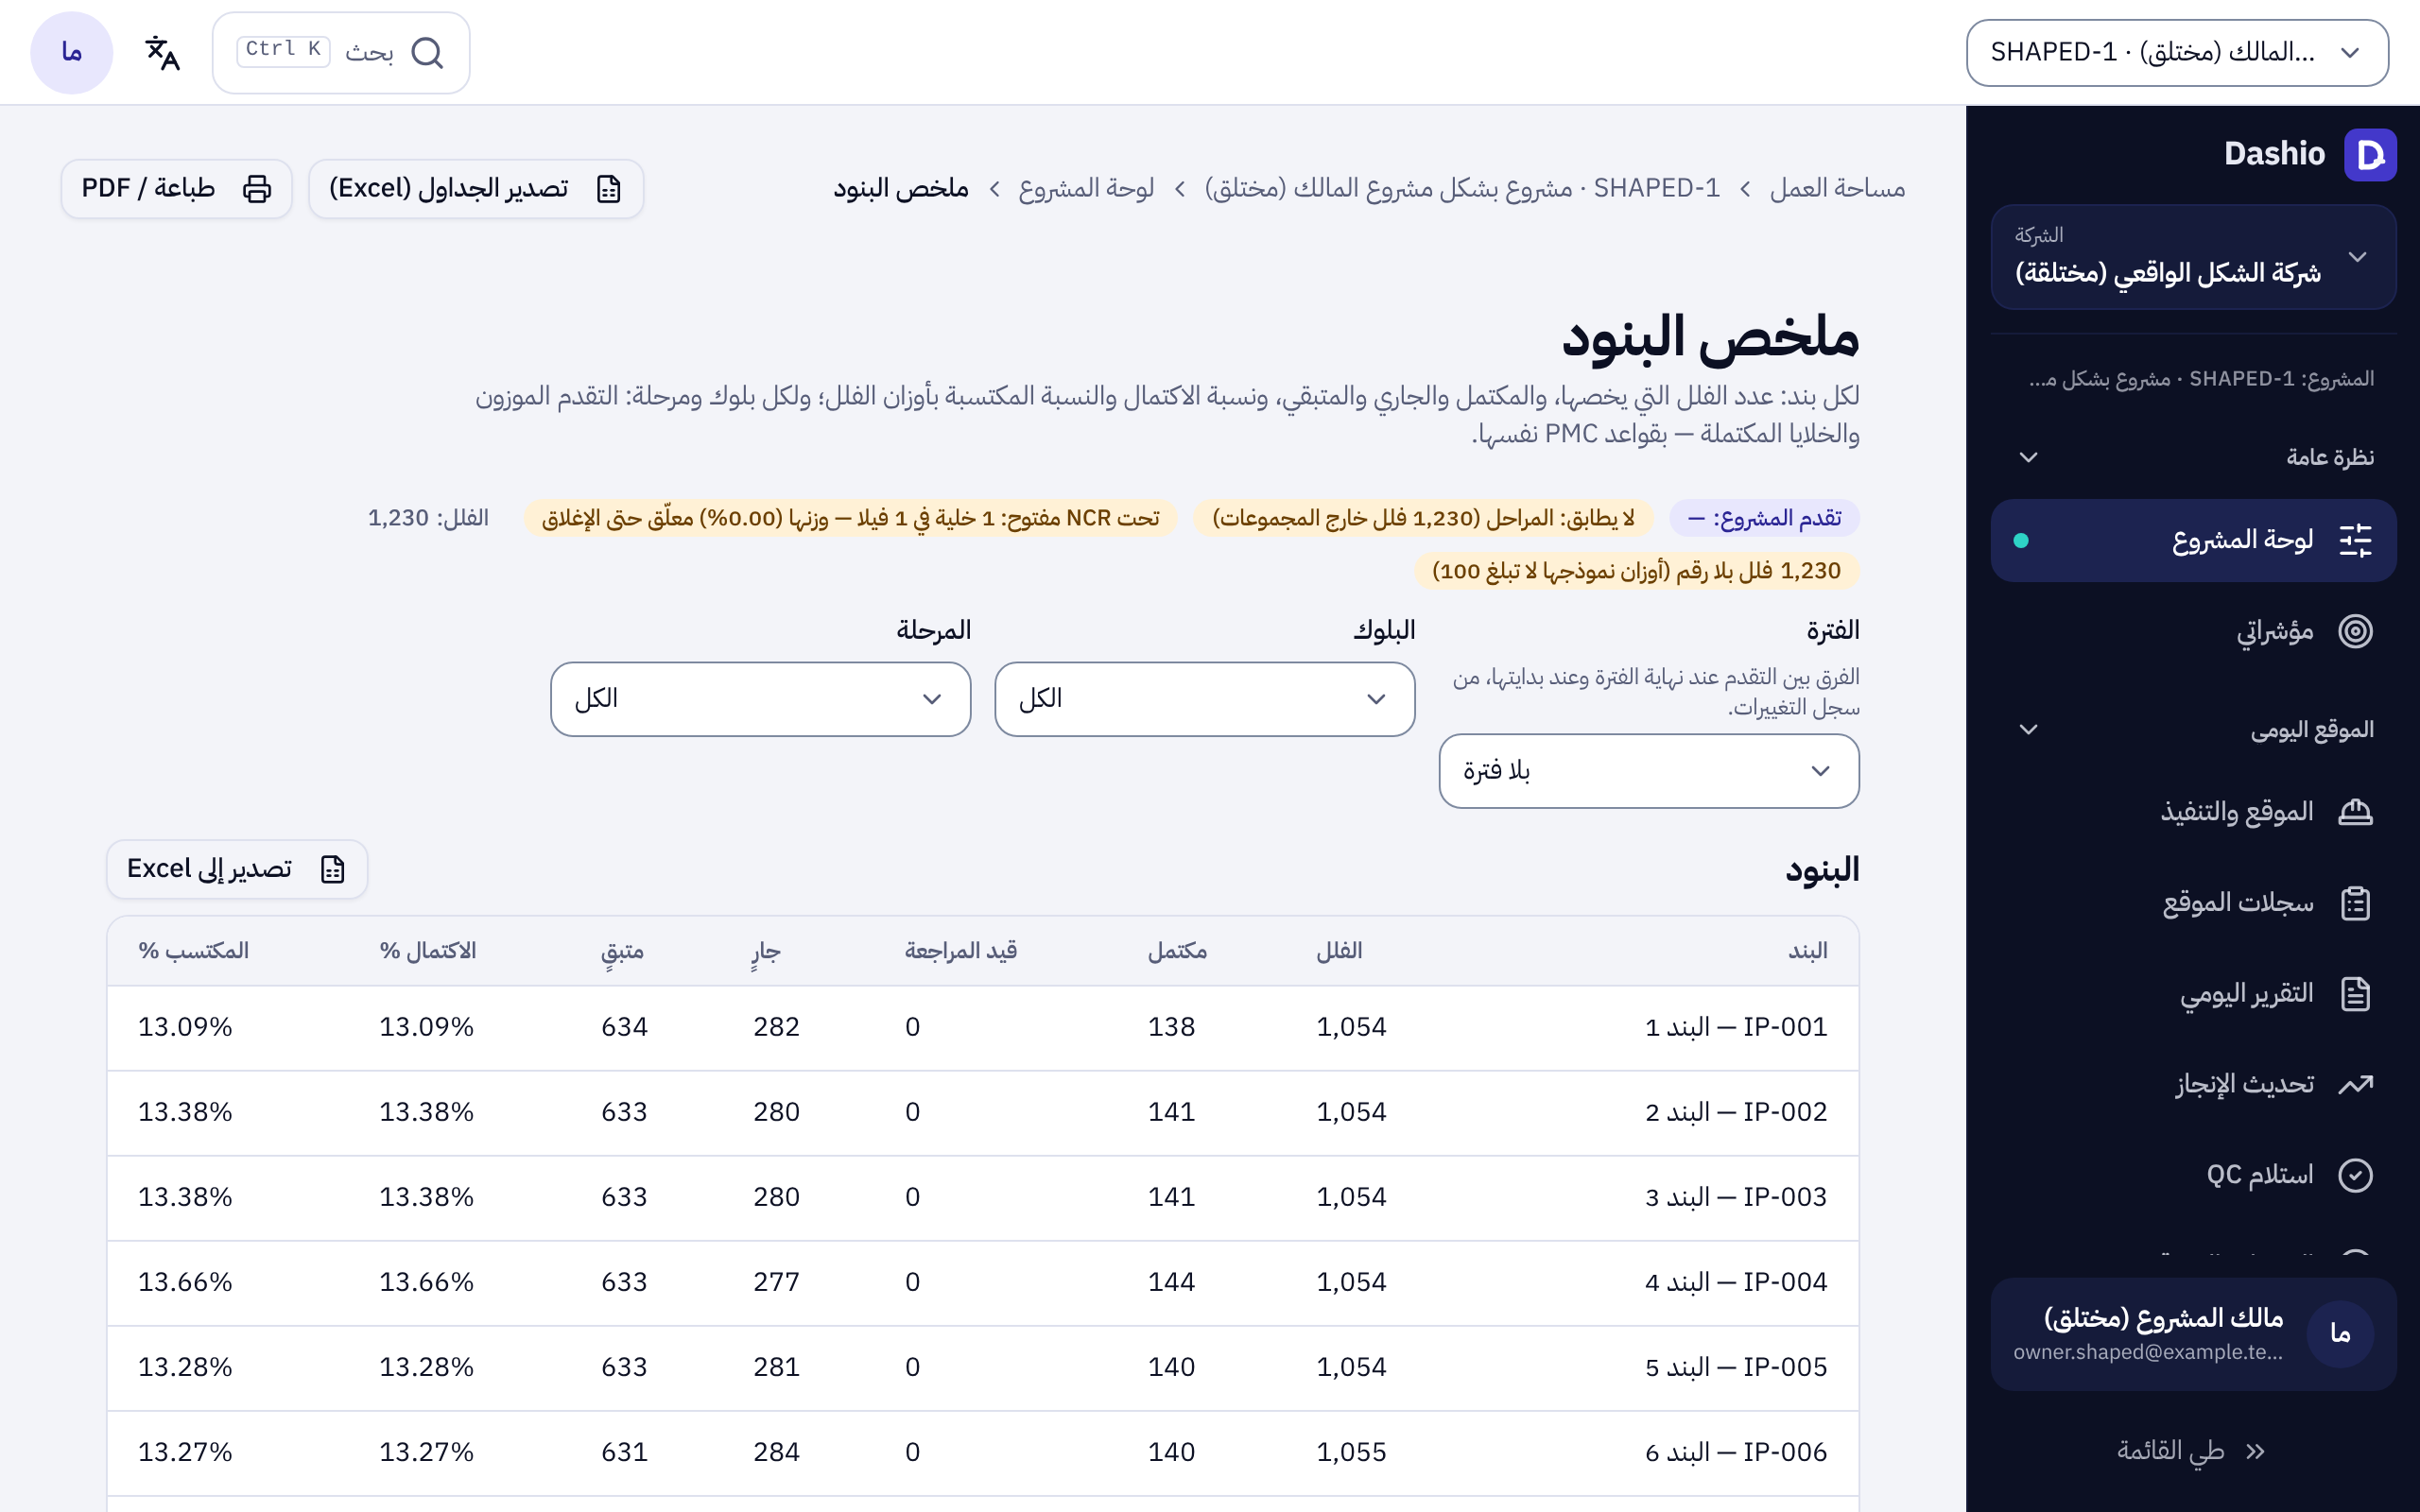 SHAPED-1 · المالك (مختلق)...
بحث Ctrl K
ما
Dashio
الشركة
شركة الشكل الواقعي (مختلقة)
المشروع: SHAPED-1 · مشروع بشكل م...
نظرة عامة
لوحة المشروع
مؤشراتي
الموقع اليومي
الموقع والتنفيذ
سجلات الموقع
التقرير اليومي
تحديث الإنجاز
استلام QC
ما
مالك المشروع (مختلق)
owner.shaped@example.te...
طي القائمة
مساحة العمل
SHAPED-1 · مشروع بشكل مشروع المالك (مختلق)
لوحة المشروع
ملخص البنود
تصدير الجداول (Excel)
طباعة / PDF
ملخص البنود
لكل بند: عدد الفلل التي يخصها، والمكتمل والجاري والمتبقي، ونسبة الاكتمال والنسبة المكتسبة بأوزان الفلل؛ ولكل بلوك ومرحلة: التقدم الموزون
والخلايا المكتملة — بقواعد PMC نفسها.
تقدم المشروع: —
لا يطابق: المراحل (1,230 فلل خارج المجموعات)
تحت NCR مفتوح: 1 خلية في 1 فيلا — وزنها (0.00%) معلّق حتى الإغلاق
الفلل: 1,230
1,230 فلل بلا رقم (أوزان نموذجها لا تبلغ 100)
الفترة
الفرق بين التقدم عند نهاية الفترة وعند بدايتها، من
سجل التغييرات.
بلا فترة
البلوك
الكل
المرحلة
الكل
البنود
تصدير إلى Excel
البند الفلل مكتمل قيد المراجعة جارٍ متبقٍ الاكتمال % المكتسب %
IP-001 — البند 1 1,054 138 0 282 634 13.09% 13.09%
IP-002 — البند 2 1,054 141 0 280 633 13.38% 13.38%
IP-003 — البند 3 1,054 141 0 280 633 13.38% 13.38%
IP-004 — البند 4 1,054 144 0 277 633 13.66% 13.66%
IP-005 — البند 5 1,054 140 0 281 633 13.28% 13.28%
IP-006 — البند 6 1,055 140 0 284 631 13.27% 13.27%